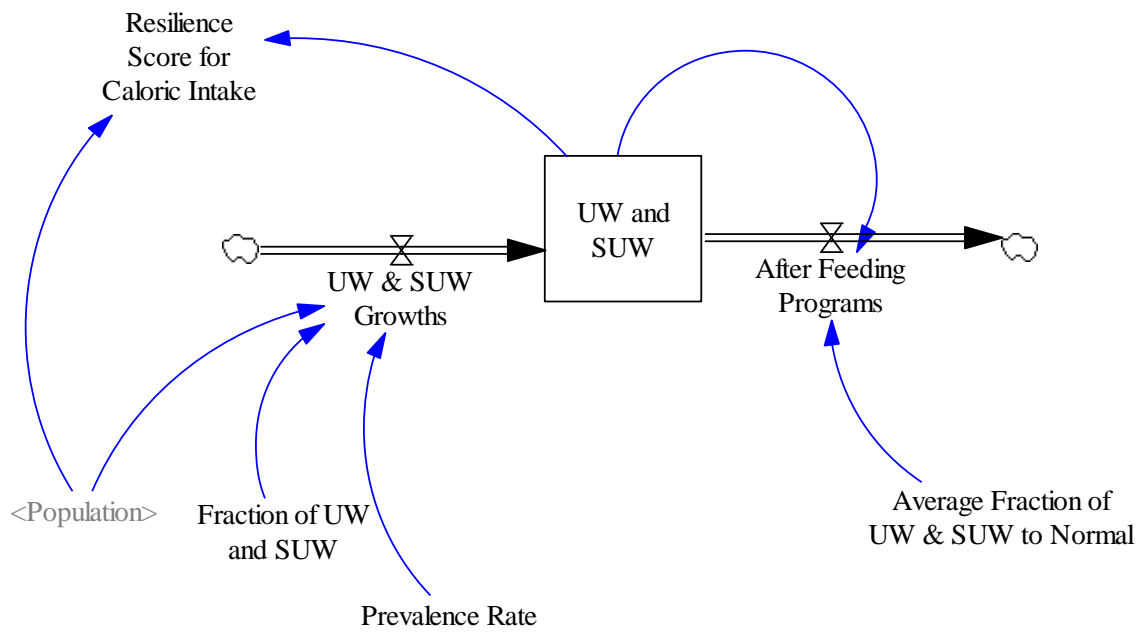 Resilience
Score for
Caloric Intake
UW and
SUW
UW & SUW
Growths
After Feeding
Programs
<Population>
Fraction of UW
and SUW
Average Fraction of
UW & SUW to Normal
Prevalence Rate